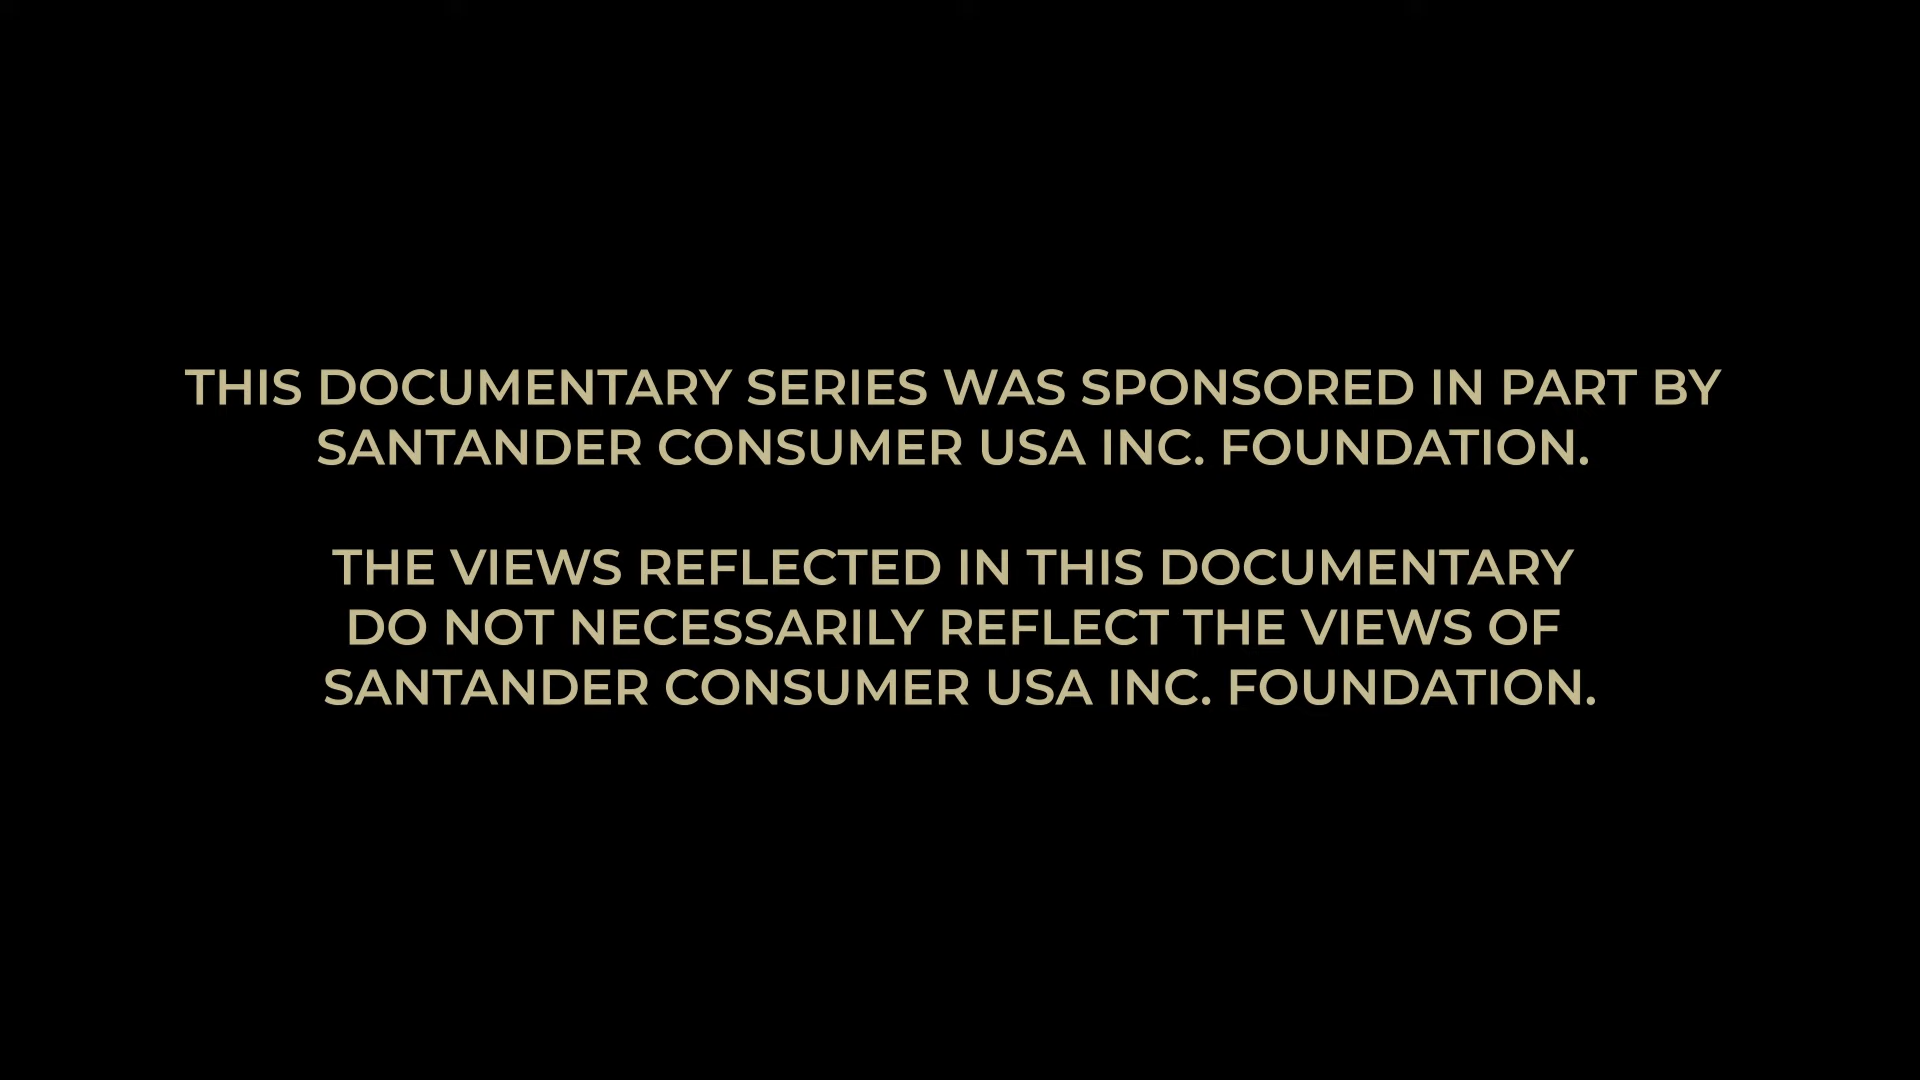 THIS DOCUMENTARY SERIES WAS SPONSORED IN PART BY
SANTANDER CONSUMER USA INC. FOUNDATION.
THE VIEWS REFLECTED IN THIS DOCUMENTARY
DO NOT NECESSARILY REFLECT THE VIEWS OF
SANTANDER CONSUMER USA INC. FOUNDATION.